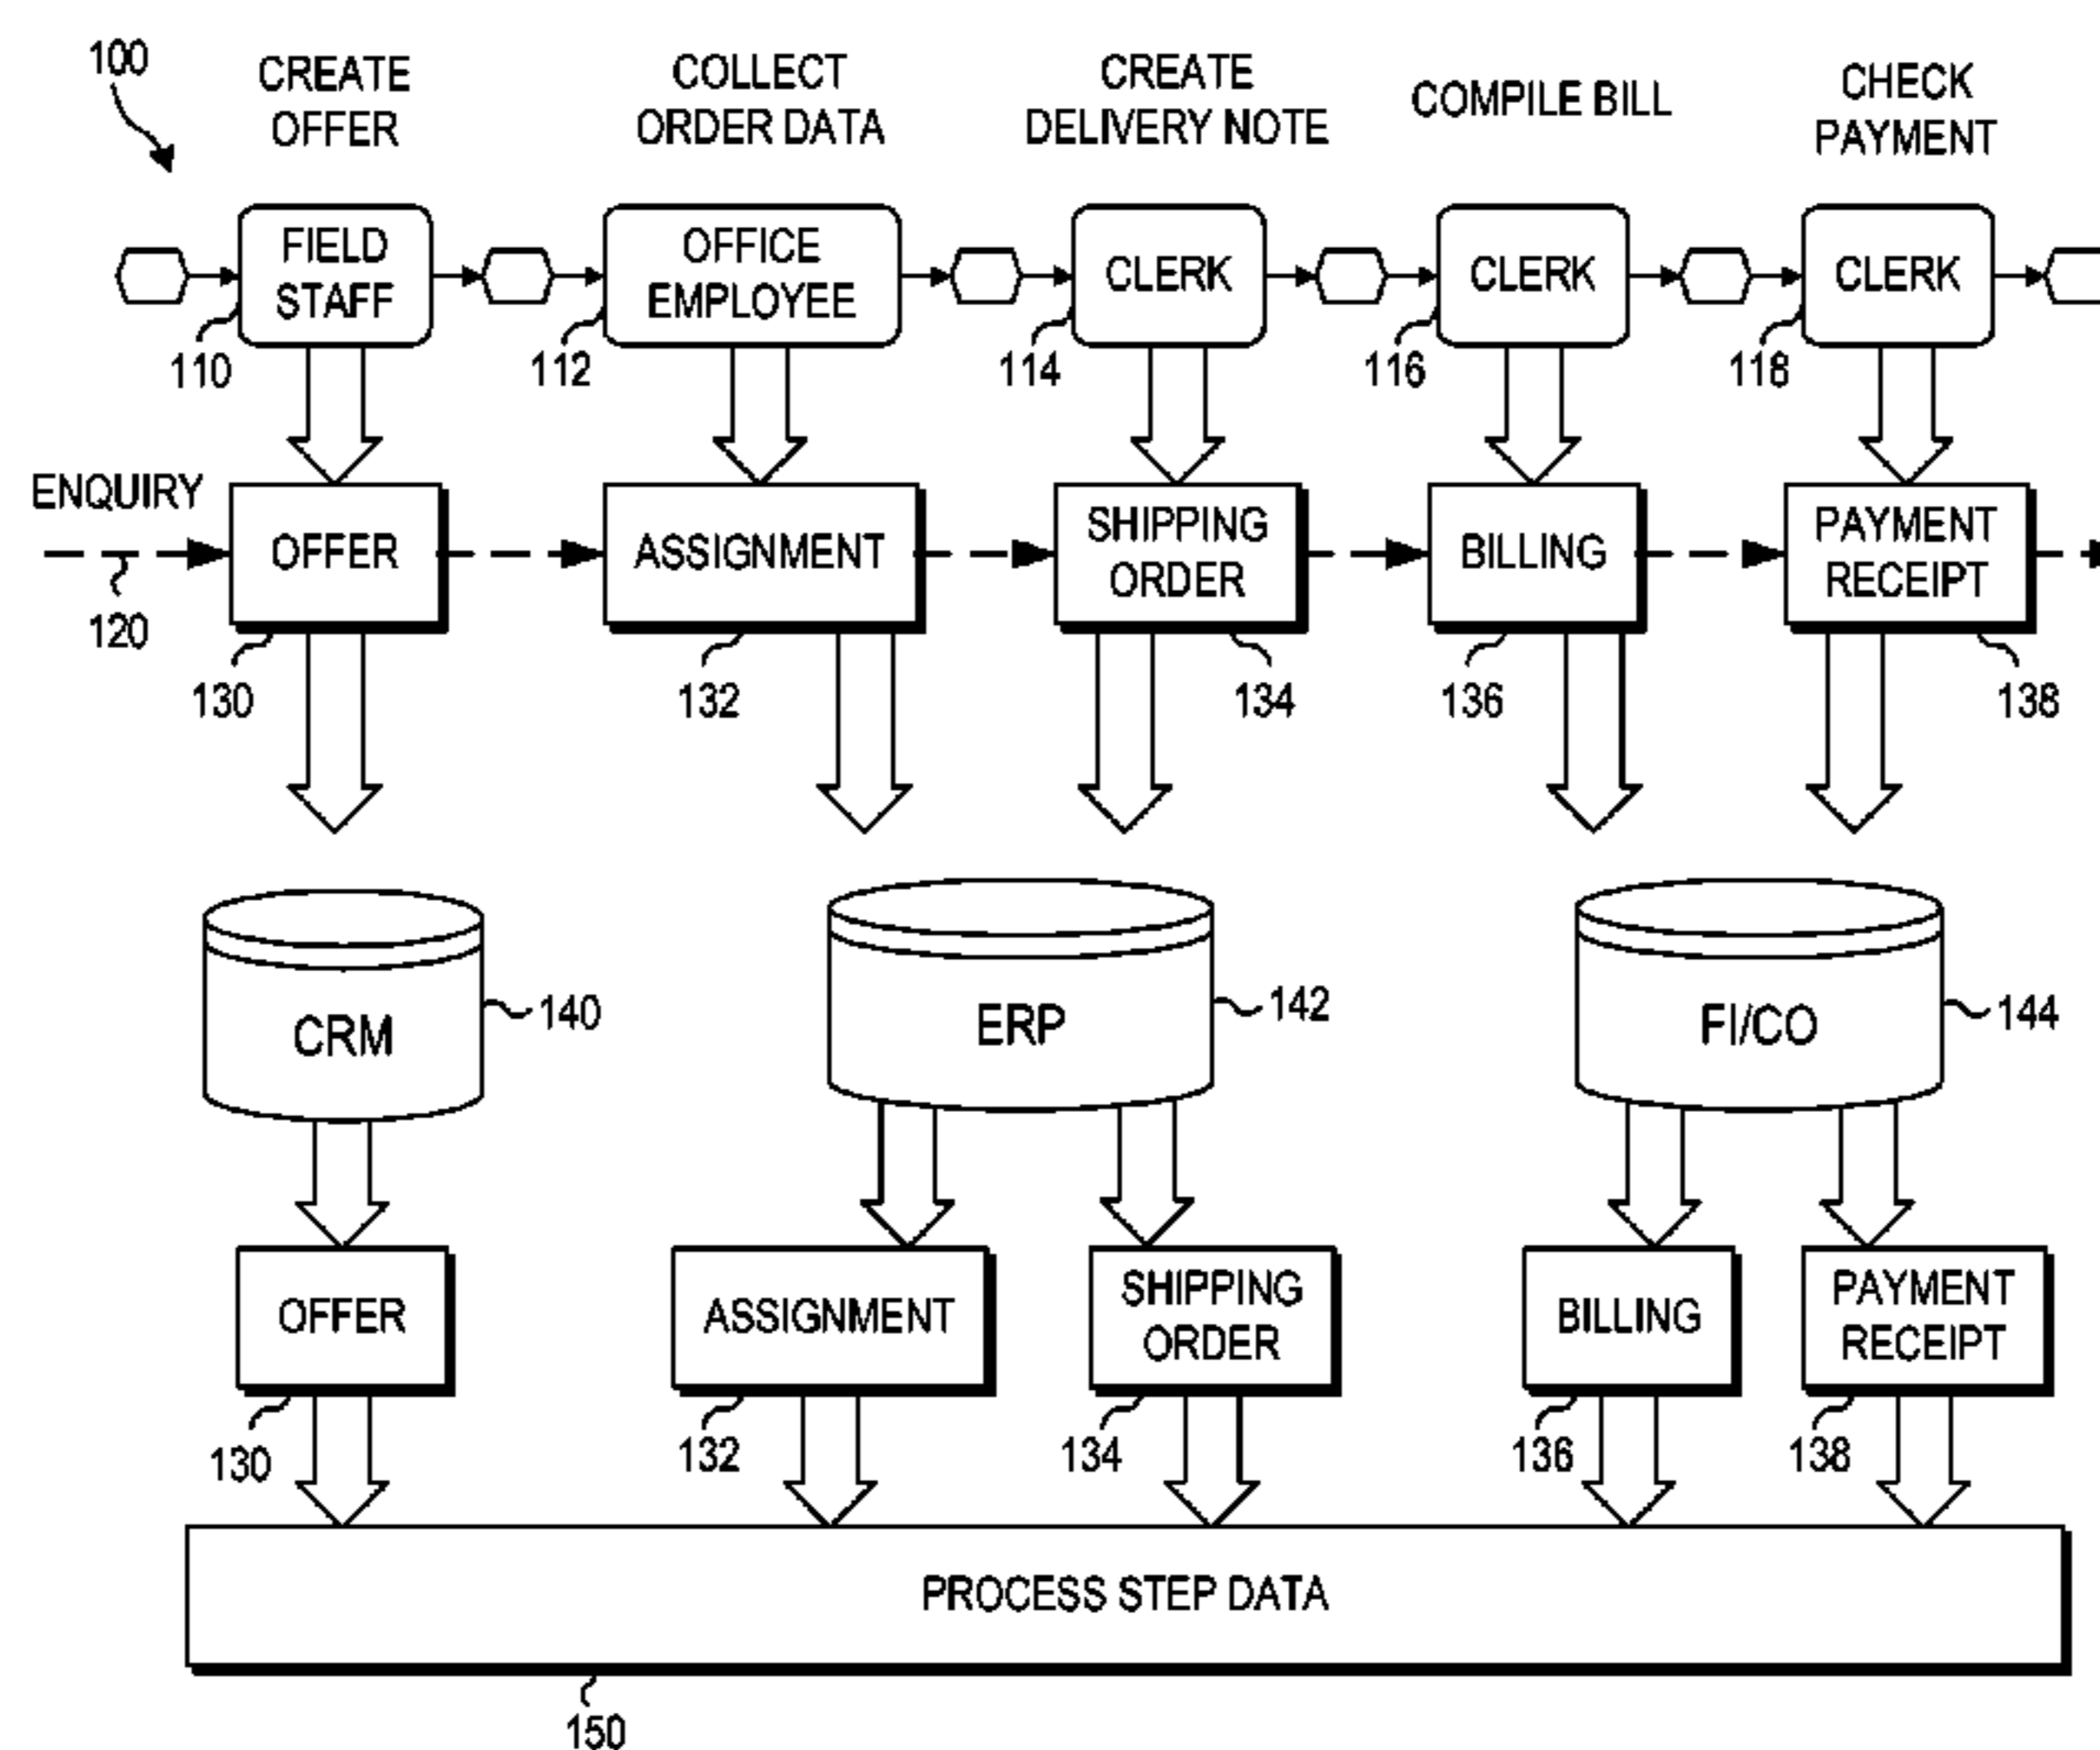 100
CREATE
OFFER
COLLECT
ORDER DATA
CREATE
DELIVERY NOTE
COMPILE BILL
CHECK
PAYMENT
FIELD
STAFF
OFFICE
EMPLOYEE
CLERK
CLERK
CLERK
110
112
114
116
118
ENQUIRY
OFFER
ASSIGNMENT
SHIPPING
ORDER
BILLING
PAYMENT
RECEIPT
120
130
132
134
136
138
CRM
140
ERP
142
FI/CO
144
OFFER
ASSIGNMENT
SHIPPING
ORDER
BILLING
PAYMENT
RECEIPT
130
132
134
136
138
PROCESS STEP DATA
150